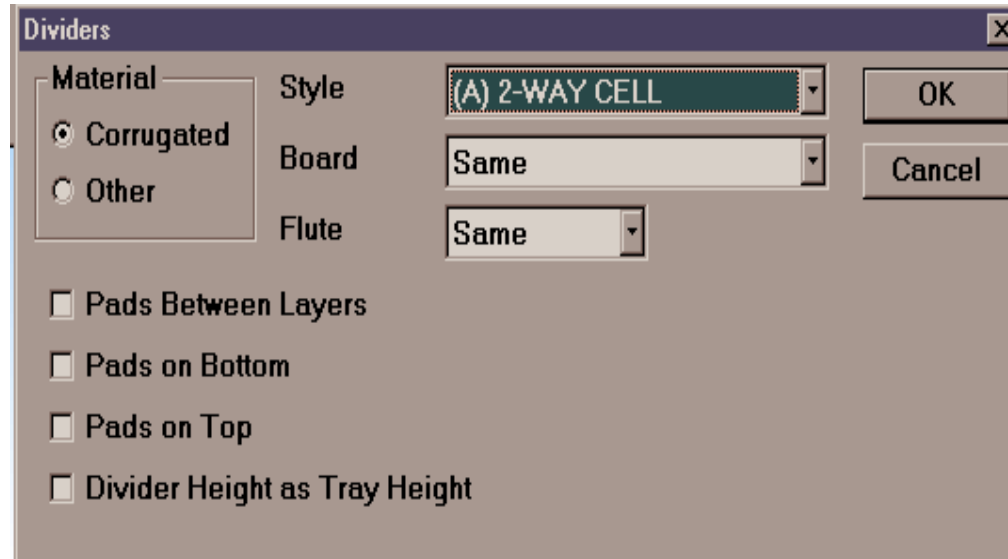 Dividers
Material
Corrugated
Other
Style
(A) 2-WAY CELL
Board
Same
Flute
Same
OK
Cancel
Pads Between Layers
Pads on Bottom
Pads on Top
Divider Height as Tray Height